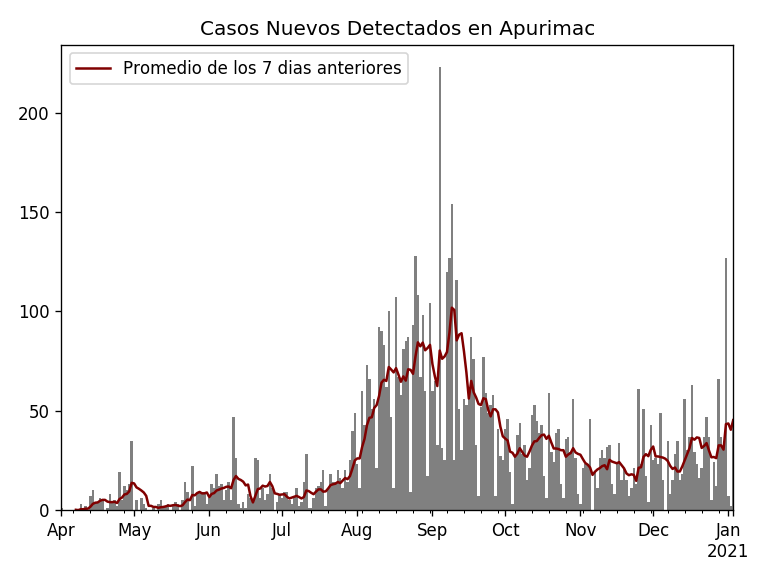 Casos Nuevos Detectados en Apurimac
Promedio de los 7 dias anteriores
200
150
100
50
0
Apr May Jun Jul Aug Sep Oct Nov Dec Jan
2021